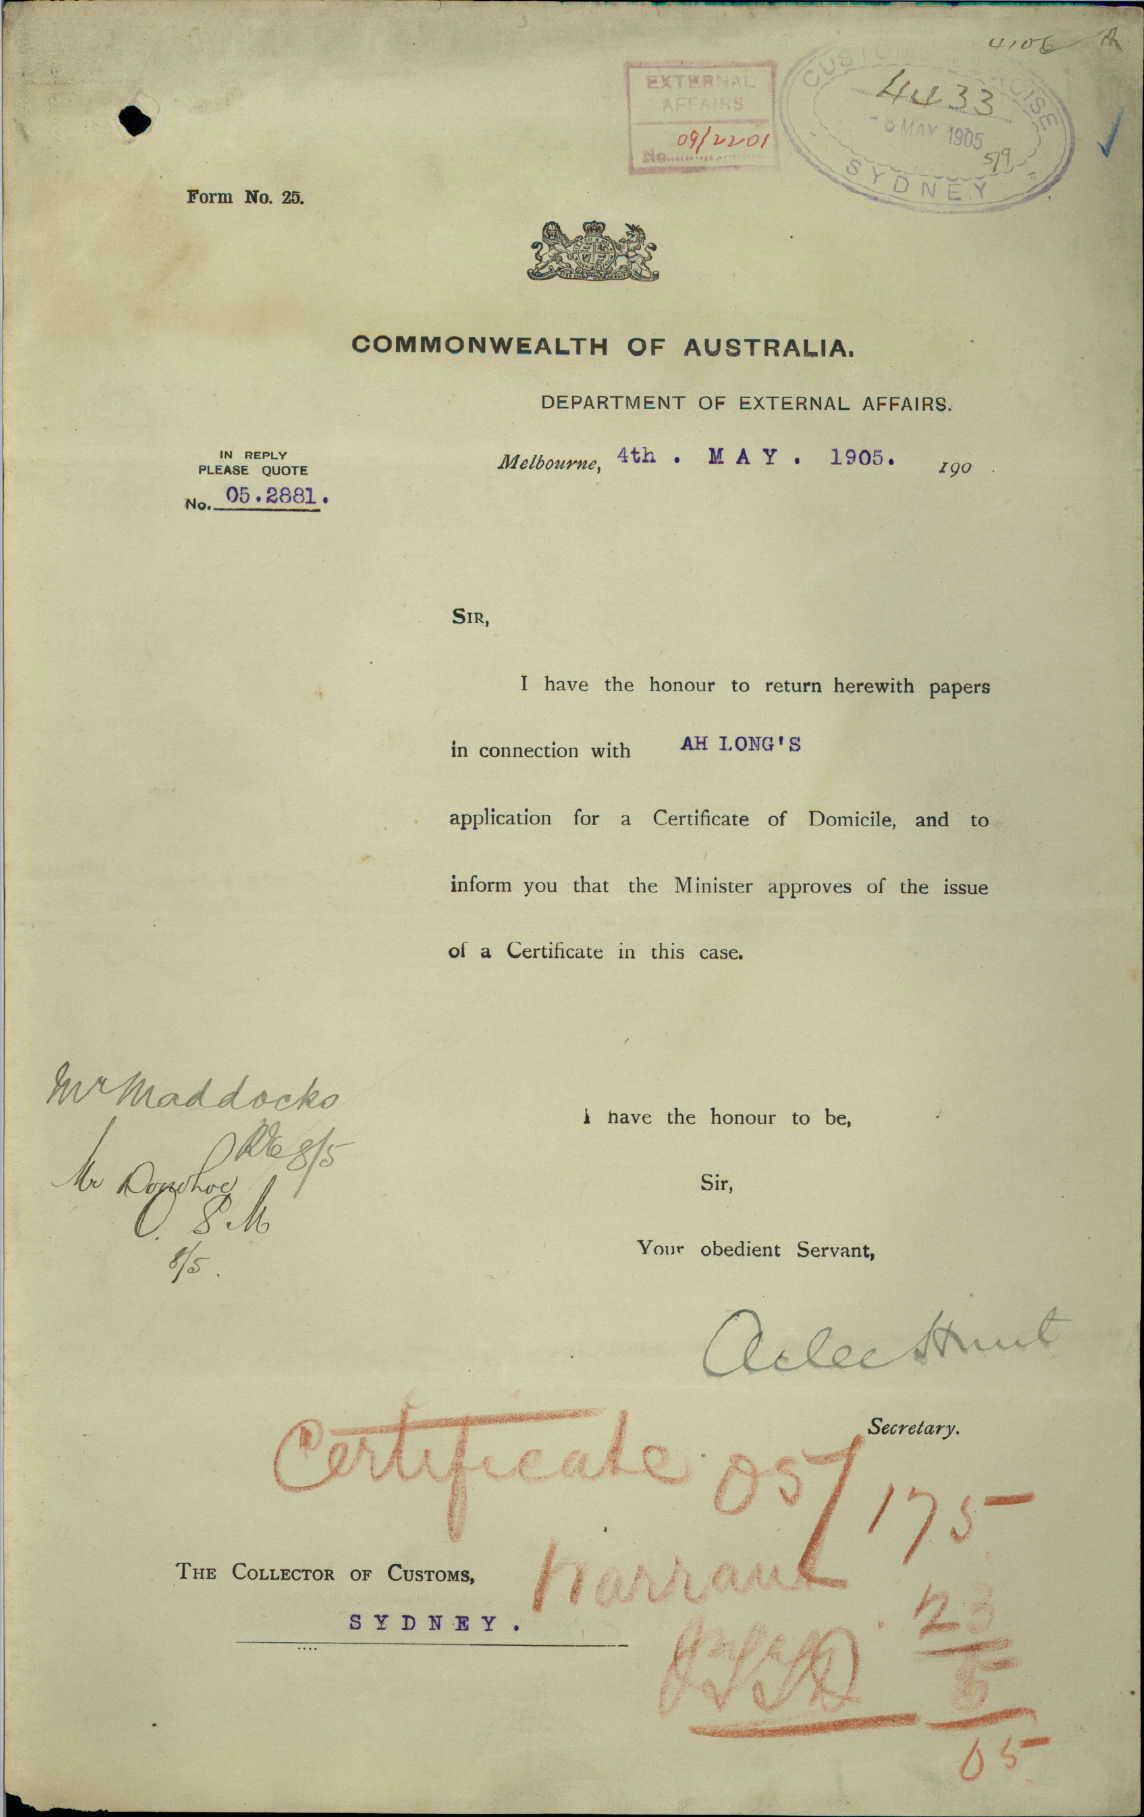 4106
EXTERNAL
AFFAIRS
09/2201
No.
CUSTOMS
4433
8 MAY 1905
579
SYDNEY
Form No. 25.
COMMONWEALTH OF AUSTRALIA.
DEPARTMENT OF EXTERNAL AFFAIRS.
IN REPLY
PLEASE QUOTE
No. 05.2881.
Melbourne, 4th . MAY . 1905. 190
SIR,
I have the honour to return herewith papers
in connection with AH LONG'S
application for a Certificate of Domicile, and to
inform you that the Minister approves of the issue
of a Certificate in this case.
Mr Maddocks
8/5
Mr Donohoe
8/5.
I have the honour to be,
Sir,
Your obedient Servant,
Atlee Hunt
Secretary.
Certificate 05/175
THE COLLECTOR OF CUSTOMS,
SYDNEY.
Warrant
23
5
05